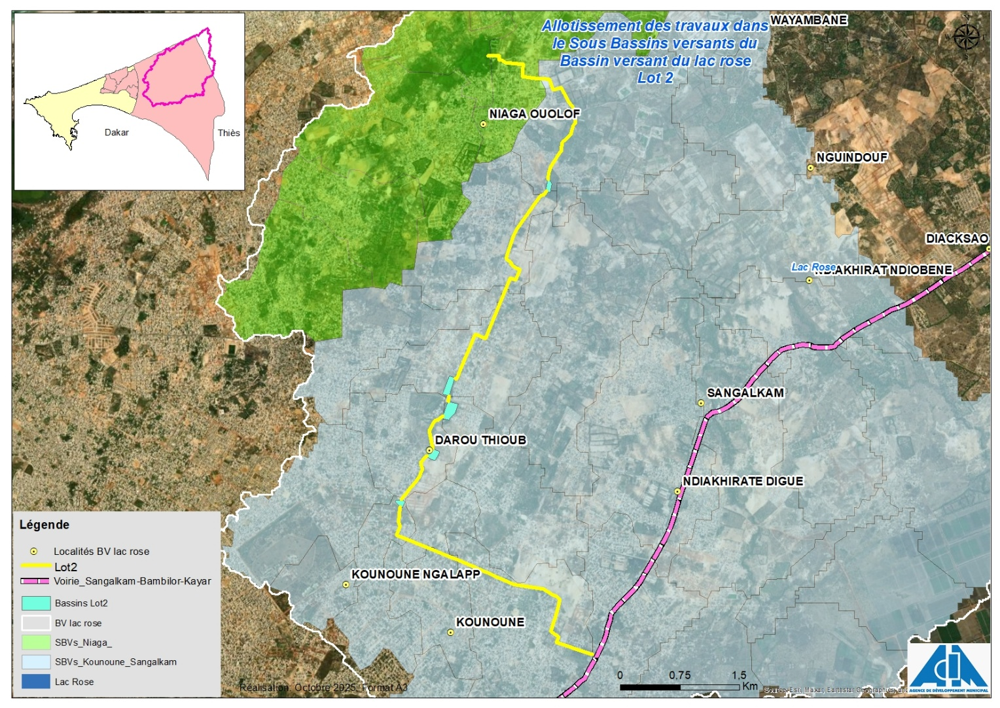 Allotissement des travaux dans
le Sous Bassins versants du
Bassin versant du lac rose
Lot 2
WAYAMBANE
Dakar
Thiès
NIAGA OUOLOF
NGUINDOUF
DIACKSAO
Lac Rose
NDIAKHIRAT NDIOBENE
SANGALKAM
DAROU THIOUB
NDIAKHIRATE DIGUE
KOUNOUNE NGALAPP
KOUNOUNE
Légende
Localités BV lac rose
Lot2
Voirie_Sangalkam-Bambilor-Kayar
Bassins Lot2
BV lac rose
SBVs_Niaga_
SBVs_Kounoune_Sangalkam
Lac Rose
Réalisation: Octobre 2025, Format A3
0 0.75 1.5
Km
Source: Esri, Maxar, Earthstar Geographics, and
ADM
AGENCE DE DÉVELOPPEMENT MUNICIPAL